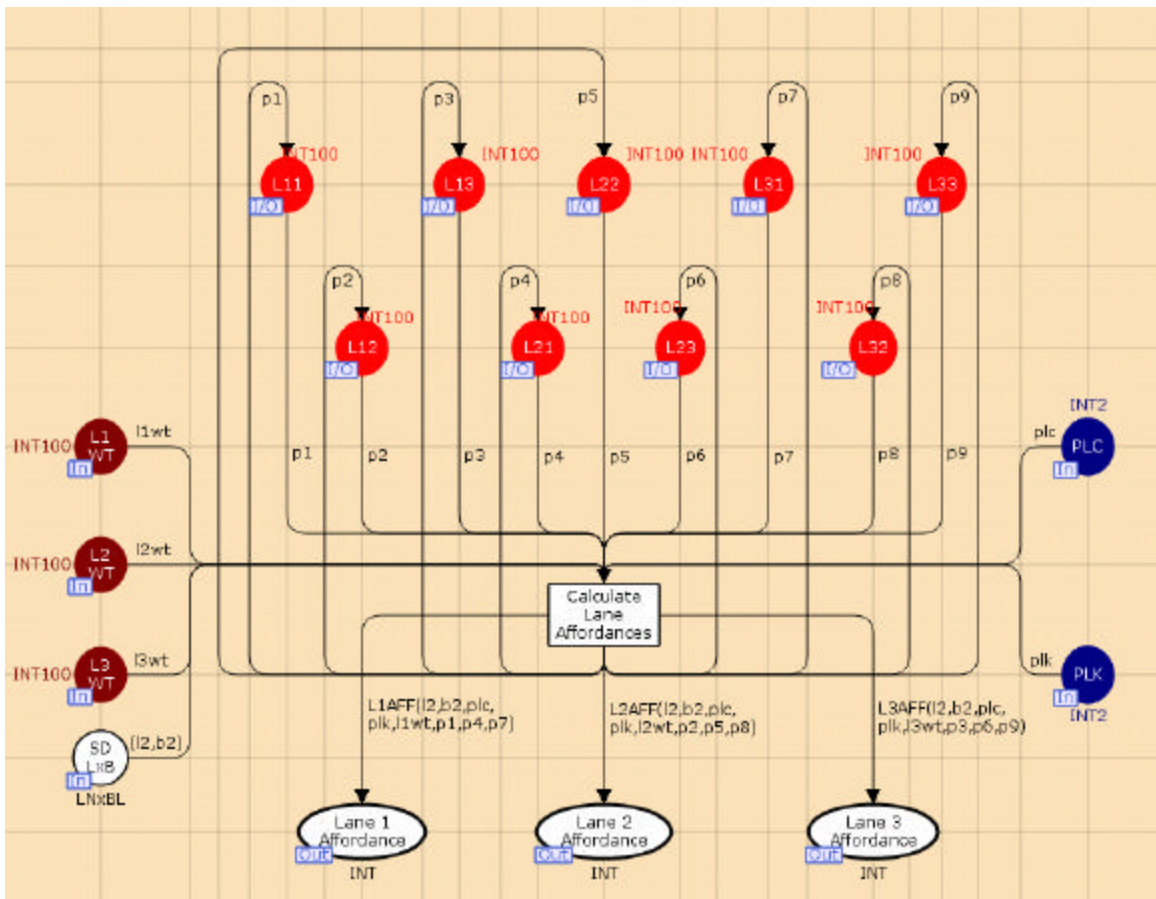 p1
p3
p5
p7
p9
INT100
INT100
INT100
INT100
INT100
L11
L13
L22
L31
L33
I/O
I/O
I/O
I/O
I/O
p2
p4
p6
p8
INT100
INT100
INT100
INT100
L12
L21
L23
L32
I/O
I/O
I/O
I/O
INT100
L1
WT
In
l1wt
p1
p2
p3
p4
p5
p6
p7
p8
p9
plc
INT2
PLC
In
INT100
L2
WT
In
l2wt
Calculate
Lane
Affordances
INT100
L3
WT
In
l3wt
plk
PLK
In
INT2
(l2,b2)
SD
LxB
In
LNxBL
L1AFF(l2,b2,plc,
plk,l1wt,p1,p4,p7)
L2AFF(l2,b2,plc,
plk,l2wt,p2,p5,p8)
L3AFF(l2,b2,plc,
plk,l3wt,p3,p6,p9)
Lane 1
Affordance
Out
INT
Lane 2
Affordance
Out
INT
Lane 3
Affordance
Out
INT